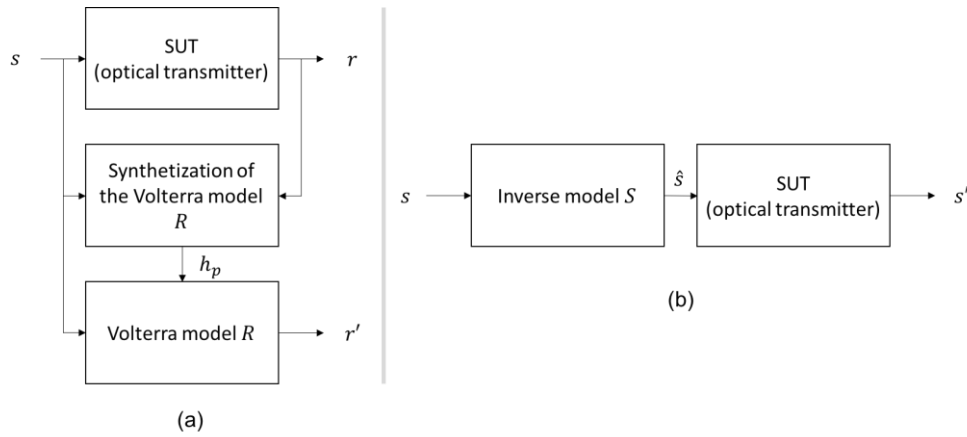 s
SUT
(optical transmitter)
r
Synthetization of
the Volterra model
R
h_p
Volterra model R
r′
(a)
s
Inverse model S
ŝ
SUT
(optical transmitter)
s′
(b)